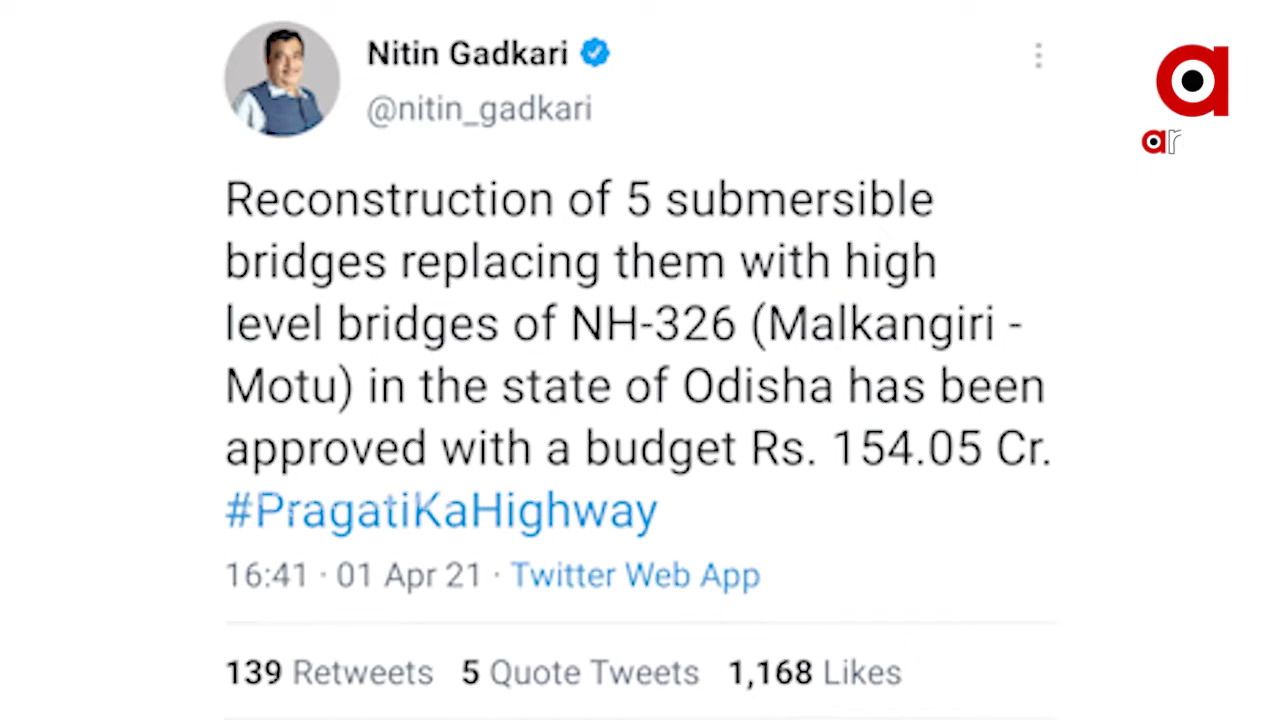 Nitin Gadkari
@nitin_gadkari
a
ar
Reconstruction of 5 submersible
bridges replacing them with high
level bridges of NH-326 (Malkangiri -
Motu) in the state of Odisha has been
approved with a budget Rs. 154.05 Cr.
#PragatiKaHighway
16:41 · 01 Apr 21 · Twitter Web App
139 Retweets 5 Quote Tweets 1,168 Likes